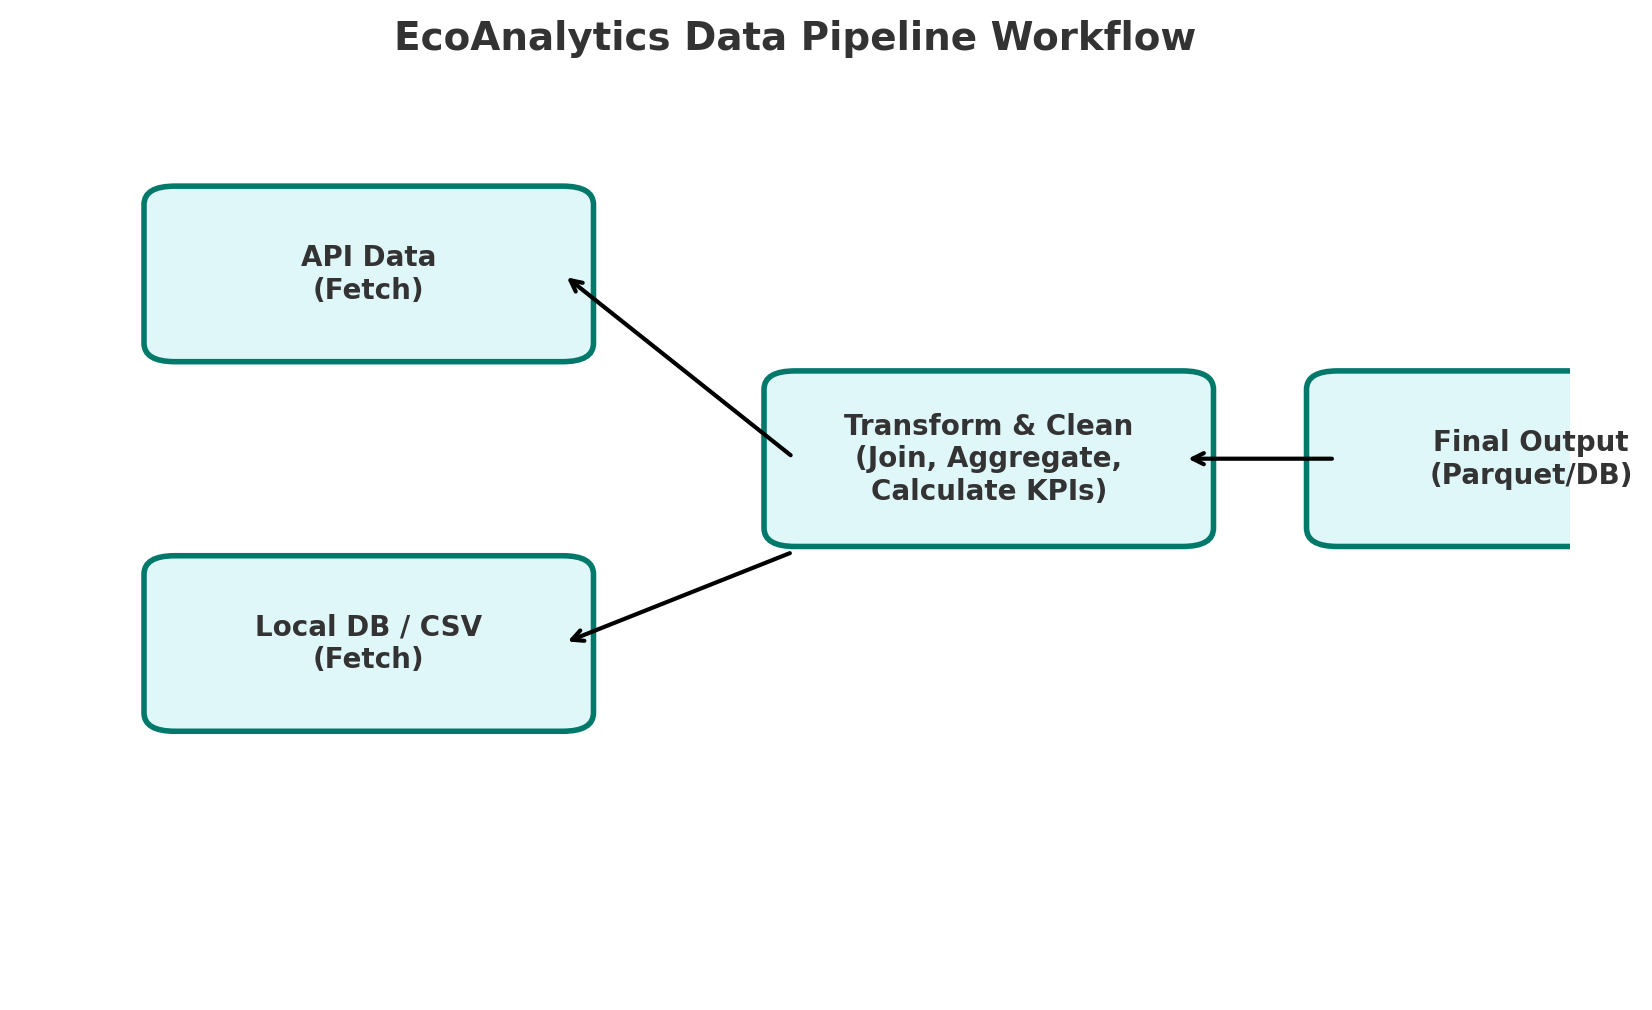 EcoAnalytics Data Pipeline Workflow
API Data
(Fetch)
Transform & Clean
(Join, Aggregate,
Calculate KPIs)
Final Output
(Parquet/DB)
Local DB / CSV
(Fetch)